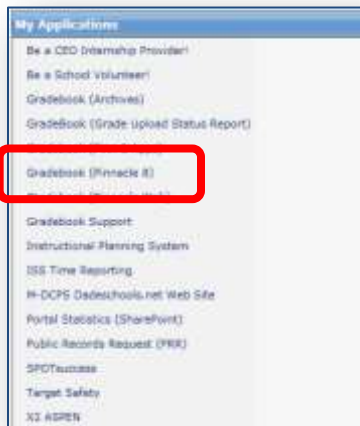 My Applications
Be a CEO Internship Provider!
Be a School Volunteer!
Gradebook (Archives)
GradeBook (Grade Upload Status Report)
Gradebook (Pinnacle 8)
Gradebook Support
Instructional Planning System
ISS Time Reporting
M-DCPS Dadeschools.net Web Site
Portal Statistics (SharePoint)
Public Records Request (PRR)
SPOTsuccess
Target Safety
XI ASPEN